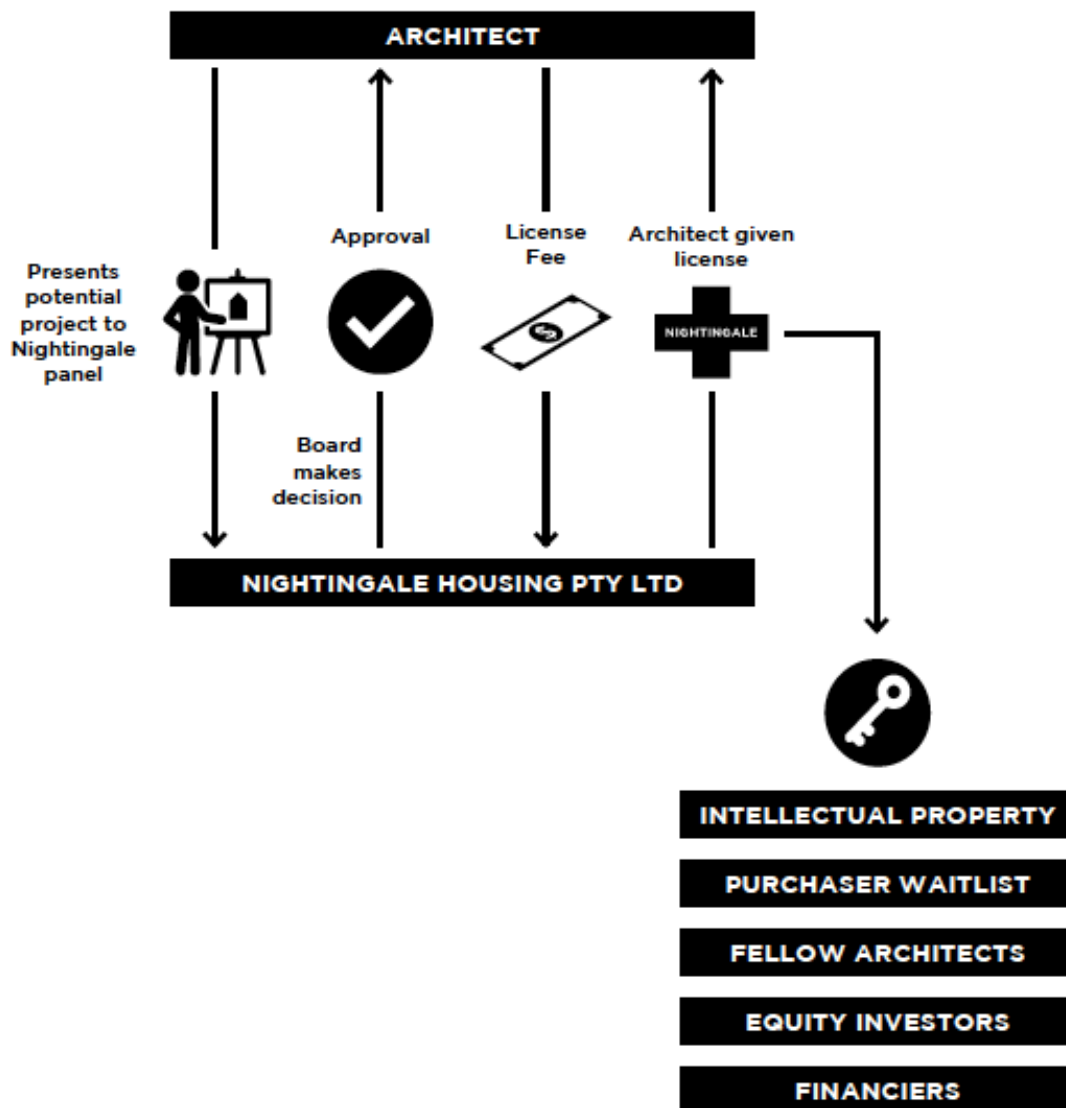 ARCHITECT
Presents
potential
project to
Nightingale
panel
Approval
Board
makes
decision
License
Fee
$
Architect given
license
NIGHTINGALE
NIGHTINGALE HOUSING PTY LTD
INTELLECTUAL PROPERTY
PURCHASER WAITLIST
FELLOW ARCHITECTS
EQUITY INVESTORS
FINANCIERS